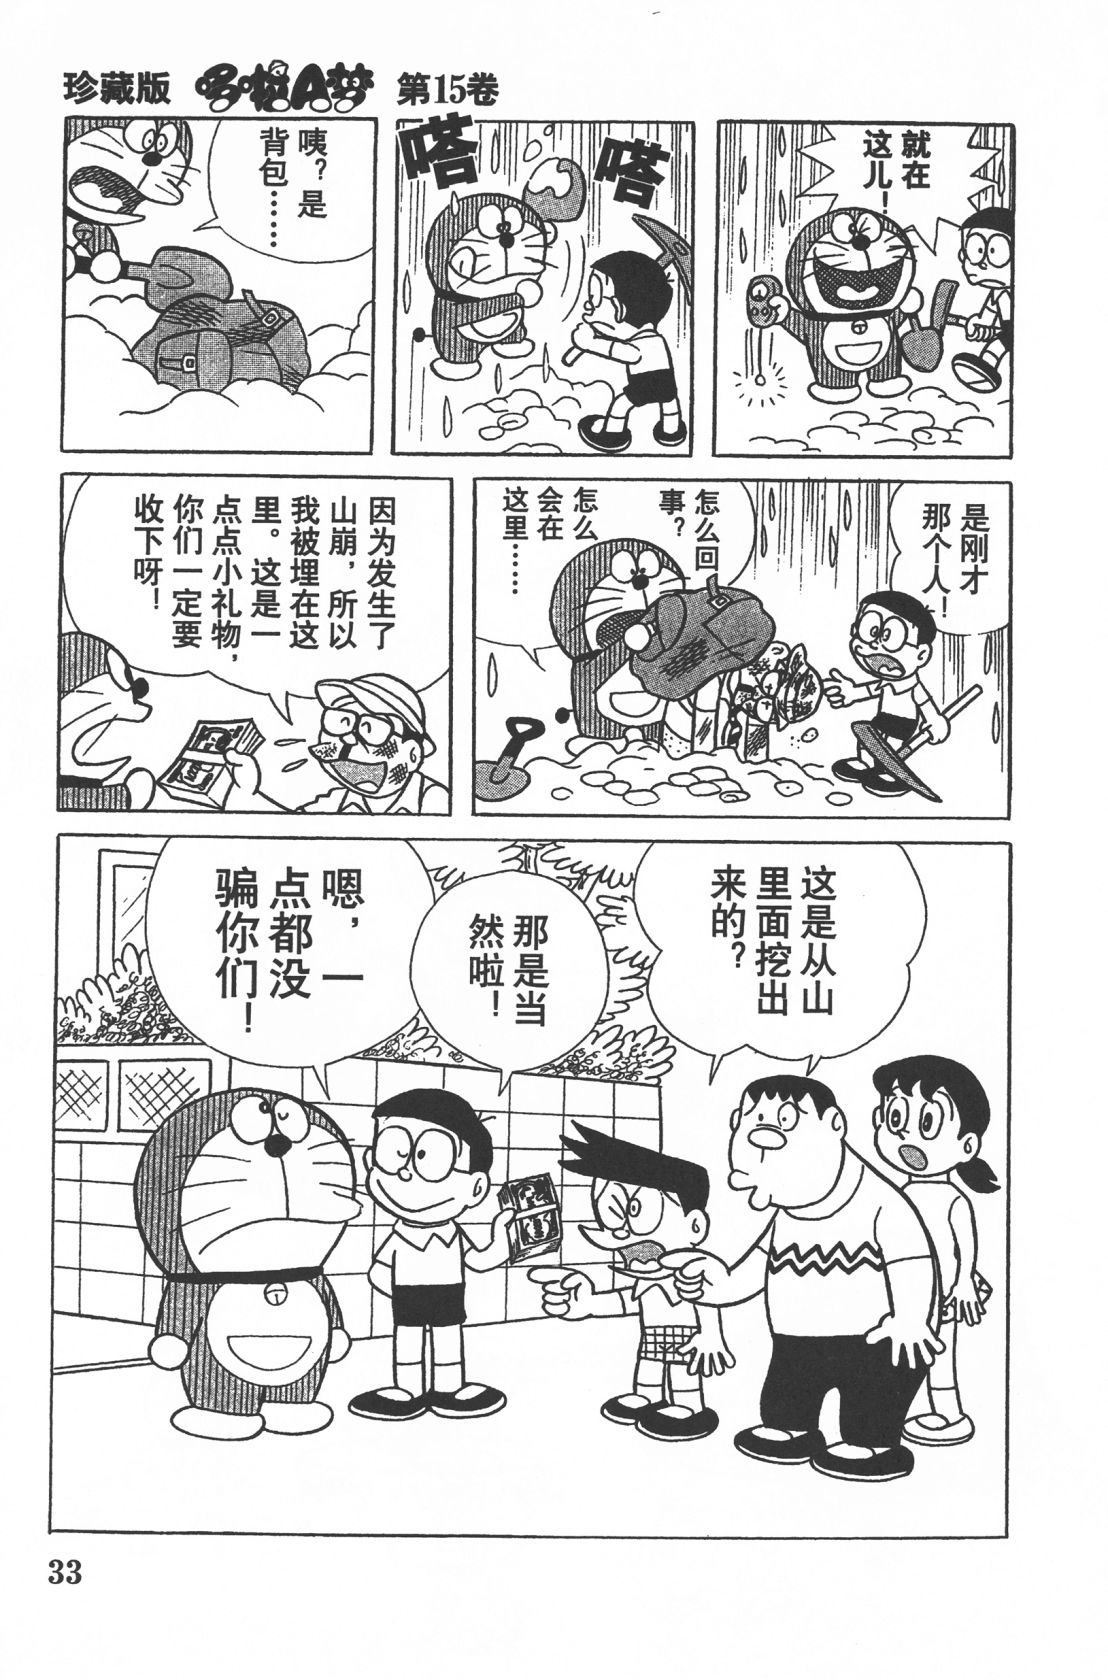 珍藏版 哆啦A梦 第15卷
就在
这儿！
嗒
嗒
咦？是
背包……
是刚才
那个人！
怎么回
事？
怎么
会在
这里……
因为发生了
山崩，所以
我被埋在这
里。这是一
点点小礼物，
你们一定要
收下呀！
这是从山
里面挖出
来的？
那是当
然啦！
嗯，一
点都没
骗你们！
33